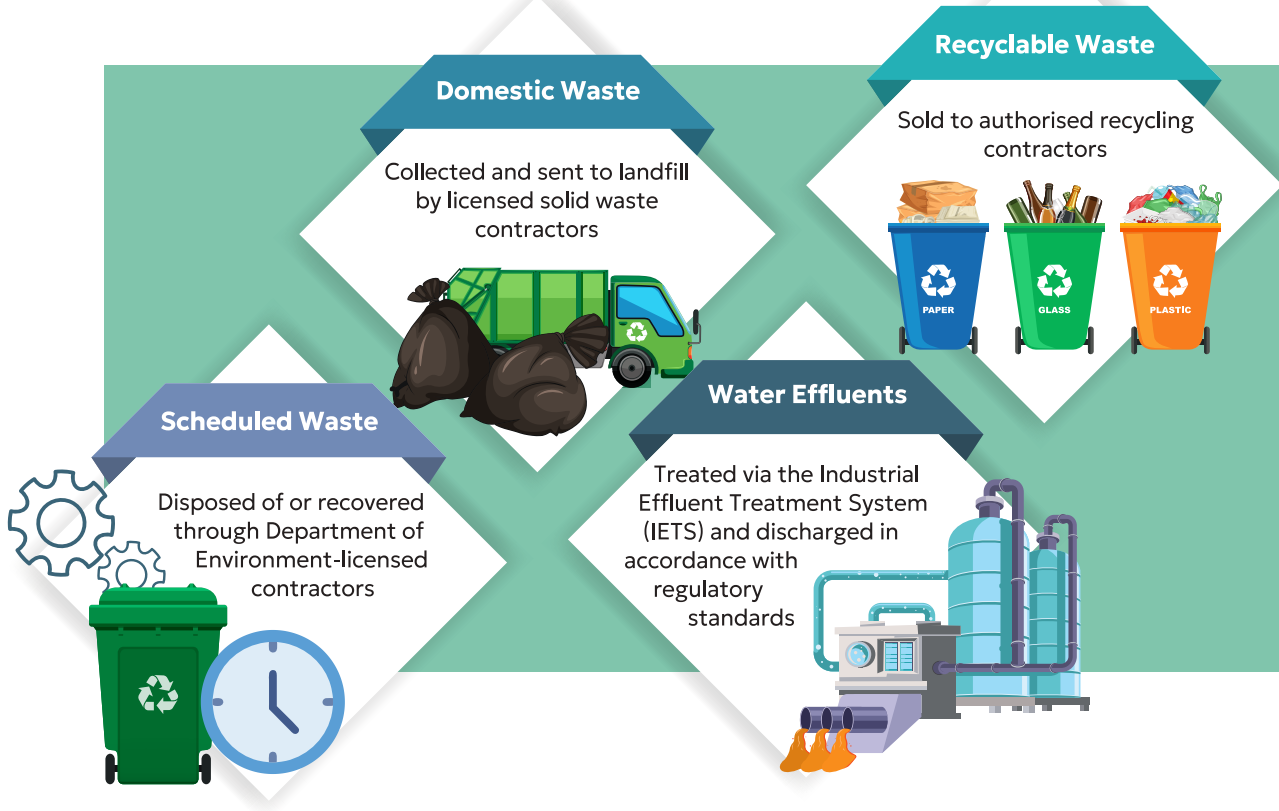 Domestic Waste
Collected and sent to landfill
by licensed solid waste
contractors
Recyclable Waste
Sold to authorised recycling
contractors
PAPER
GLASS
PLASTİC
Scheduled Waste
Disposed of or recovered
through Department of
Environment-licensed
contractors
Water Effluents
Treated via the Industrial
Effluent Treatment System
(IETS) and discharged in
accordance with
regulatory
standards